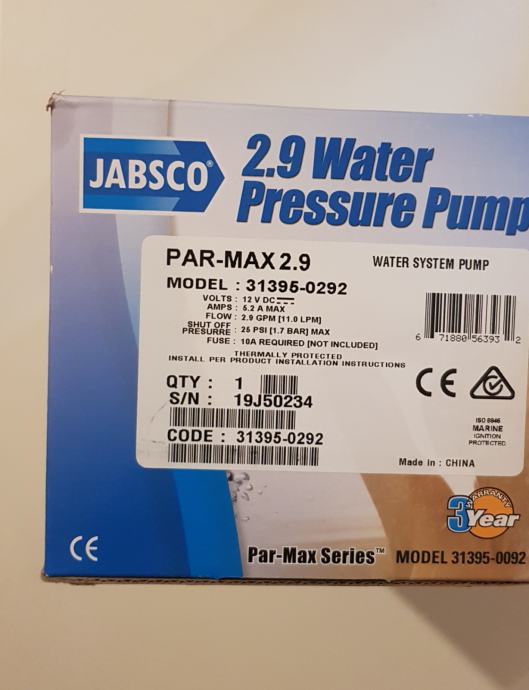 JABSCO®
2.9 Water
Pressure Pump
PAR-MAX 2.9
WATER SYSTEM PUMP
MODEL : 31395-0292
VOLTS : 12 V DC
AMPS : 5.2 A MAX
FLOW : 2.9 GPM [11.0 LPM]
SHUT OFF
PRESURRE : 25 PSI [1.7 BAR] MAX
FUSE : 10A REQUIRED [NOT INCLUDED]
THERMALLY PROTECTED
INSTALL PER PRODUCT INSTALLATION INSTRUCTIONS
6 71880 56393 2
QTY : 1
S/N : 19J50234
CODE : 31395-0292
CE
ISO 8846
MARINE
IGNITION
PROTECTED
Made in : CHINA
WARRANTY
3 Year
CE
Par-Max Series™ MODEL 31395-0092